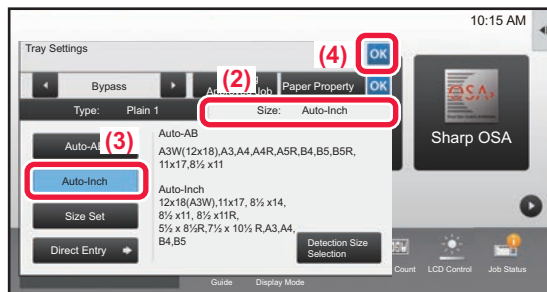 10:15 AM
Tray Settings
(4)
OK
Bypass
(2)
Approved Job
Paper Property
OK
Type: Plain 1
Size: Auto-Inch
Auto-A
(3)
Auto-AB
A3W(12x18),A3,A4,A4R,A5R,B4,B5,B5R,
11x17,8½ x11
Auto-Inch
Auto-Inch
12x18(A3W),11x17, 8½ x14,
8½ x11, 8½ x11R,
5½ x 8½R,7½ x 10½ R,A3,A4,
B4,B5
Size Set
Direct Entry
Detection Size
Selection
Sharp OSA
Count
LCD Control
Job Status
Guide
Display Mode